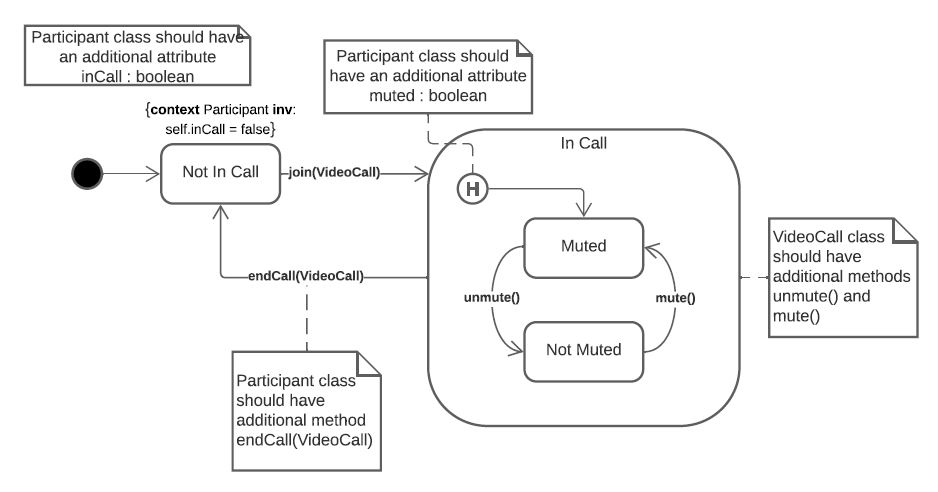 Participant class should have
an additional attribute
inCall : boolean
Participant class should
have an additional attribute
muted : boolean
{context Participant inv:
self.inCall = false}
In Call
Not In Call
join(VideoCall)
H
Muted
VideoCall class
should have
additional methods
unmute() and
mute()
endCall(VideoCall)
unmute()
mute()
Not Muted
Participant class
should have
additional method
endCall(VideoCall)